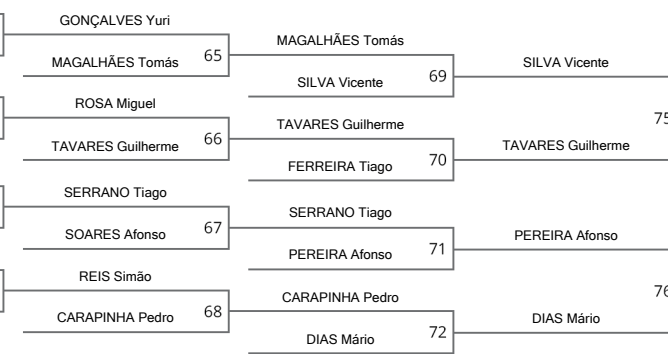 GONÇALVES Yuri
MAGALHÃES Tomás
65
MAGALHÃES Tomás
SILVA Vicente
69
SILVA Vicente
ROSA Miguel
TAVARES Guilherme
66
TAVARES Guilherme
FERREIRA Tiago
70
TAVARES Guilherme
75
SERRANO Tiago
SOARES Afonso
67
SERRANO Tiago
PEREIRA Afonso
71
PEREIRA Afonso
REIS Simão
CARAPINHA Pedro
68
CARAPINHA Pedro
DIAS Mário
72
DIAS Mário
76